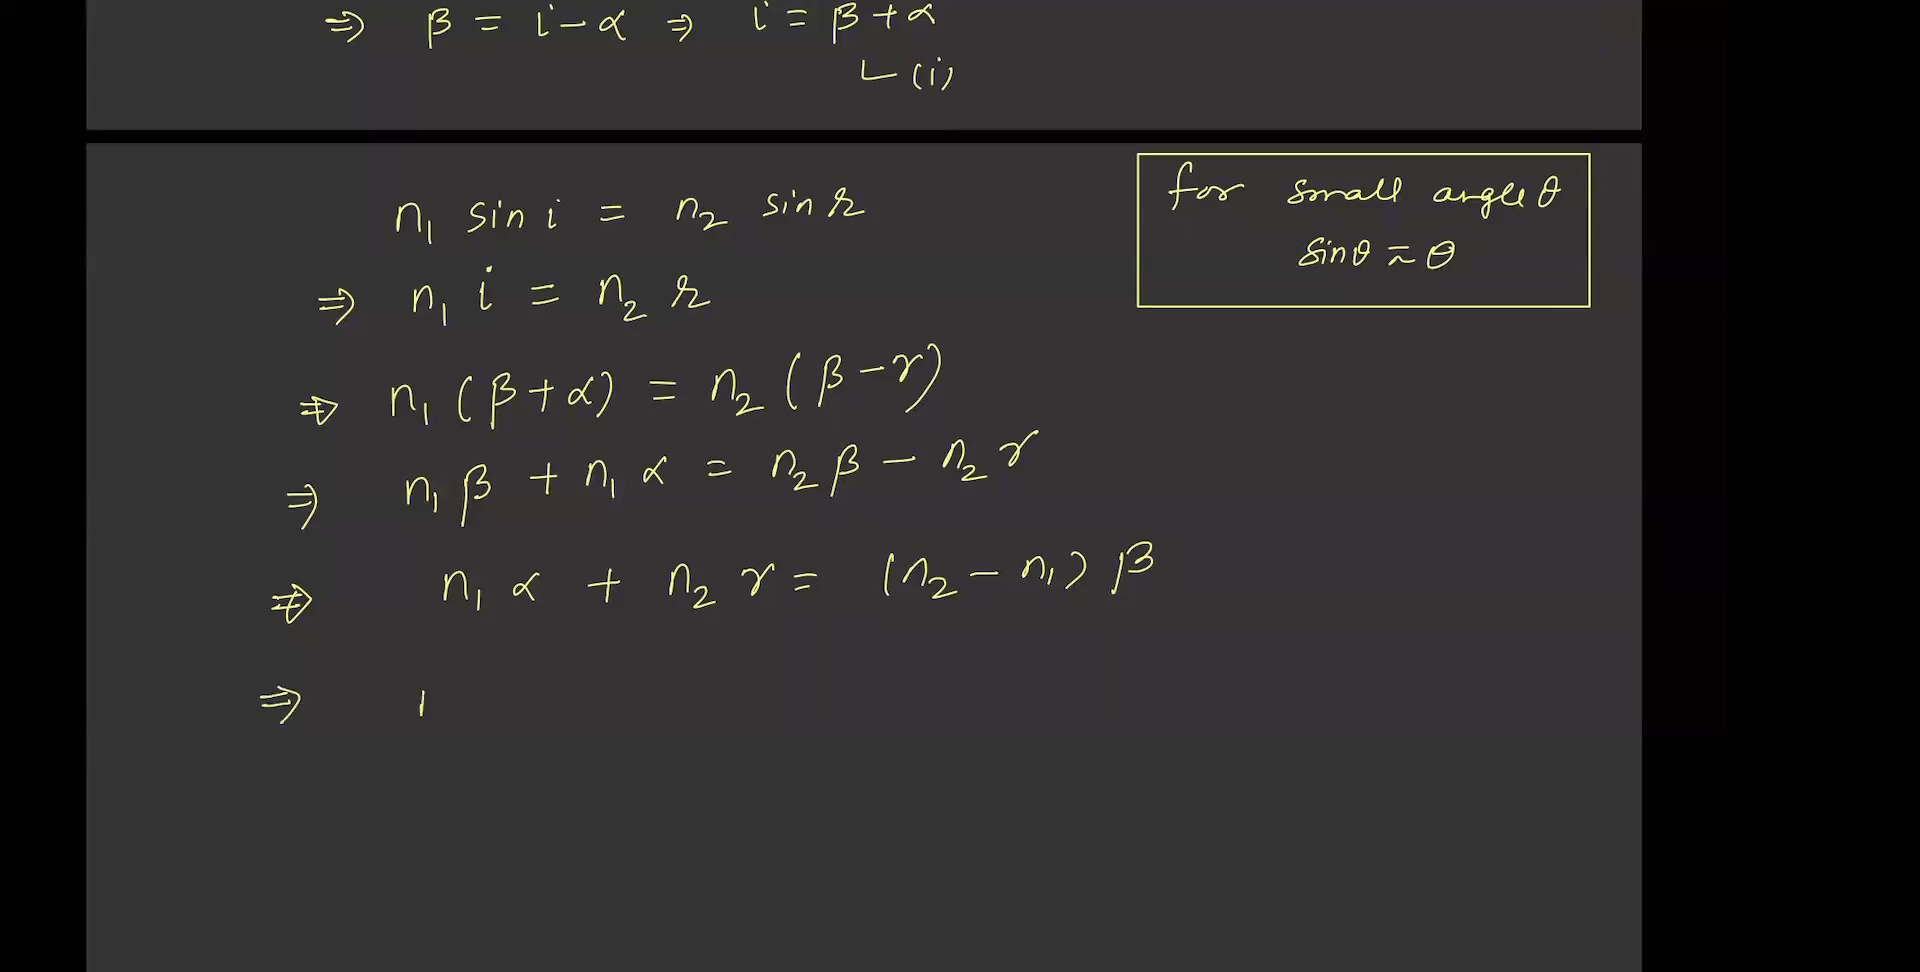 ⇒ β = i - α ⇒ i = β + α
∟ (i)
n₁ sin i = n₂ sin r
for small angle θ
sinθ ≈ θ
⇒ n₁ i = n₂ r
⇒ n₁ (β + α) = n₂ (β - γ)
⇒ n₁ β + n₁ α = n₂ β - n₂ γ
⇒ n₁ α + n₂ γ = (n₂ - n₁) β
⇒ ı